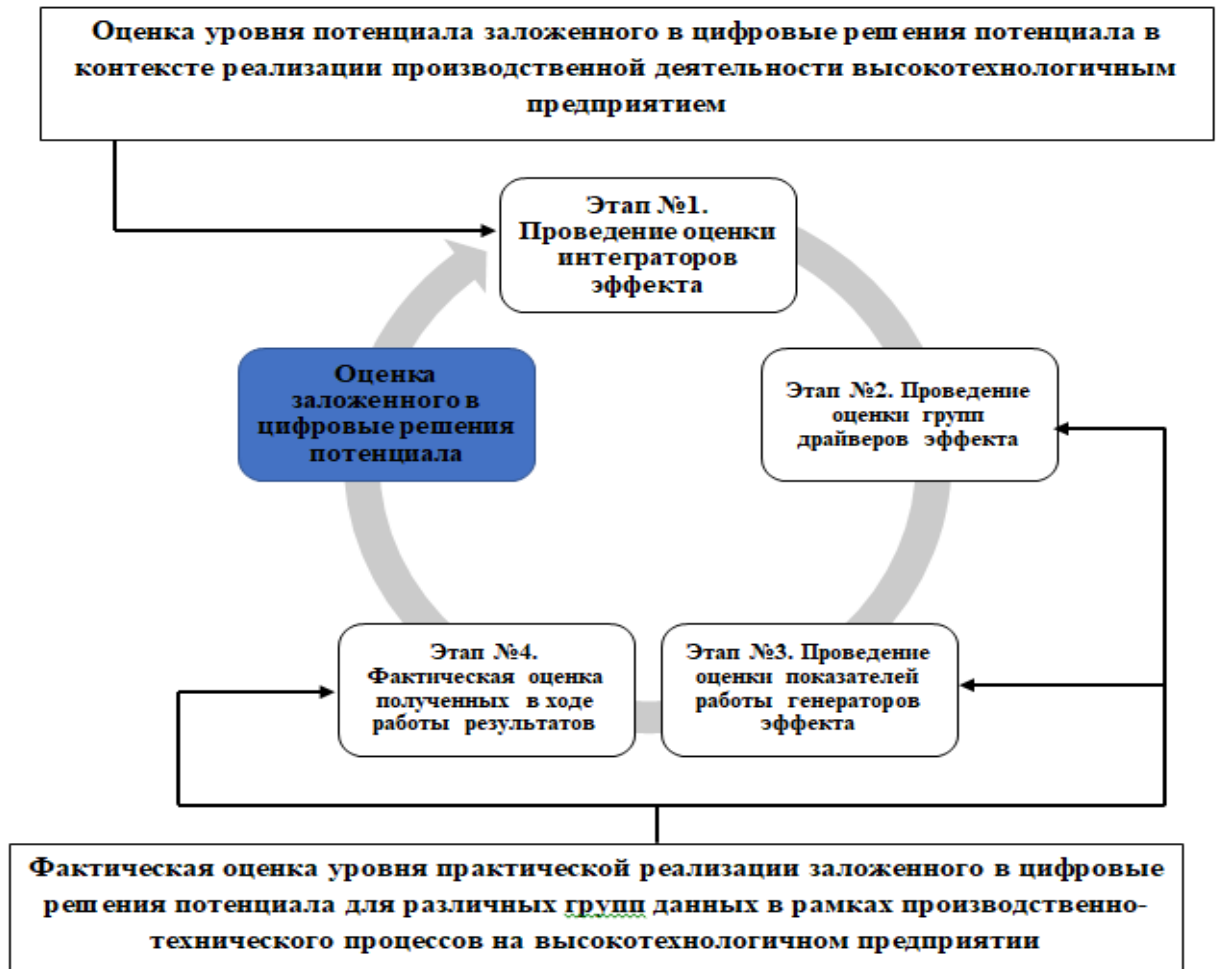 Оценка уровня потенциала заложенного в цифровые решения потенциала в
контексте реализации производственной деятельности высокотехнологичным
предприятием
Этап №1.
Проведение оценки
интеграторов
эффекта
Оценка
заложенного в
цифровые решения
потенциала
Этап №2. Проведение
оценки групп
драйверов эффекта
Этап №4.
Фактическая оценка
полученных в ходе
работы результатов
Этап №3. Проведение
оценки показателей
работы генераторов
эффекта
Фактическая оценка уровня практической реализации заложенного в цифровые
решения потенциала для различных групп данных в рамках производственно-
технического процессов на высокотехнологичном предприятии